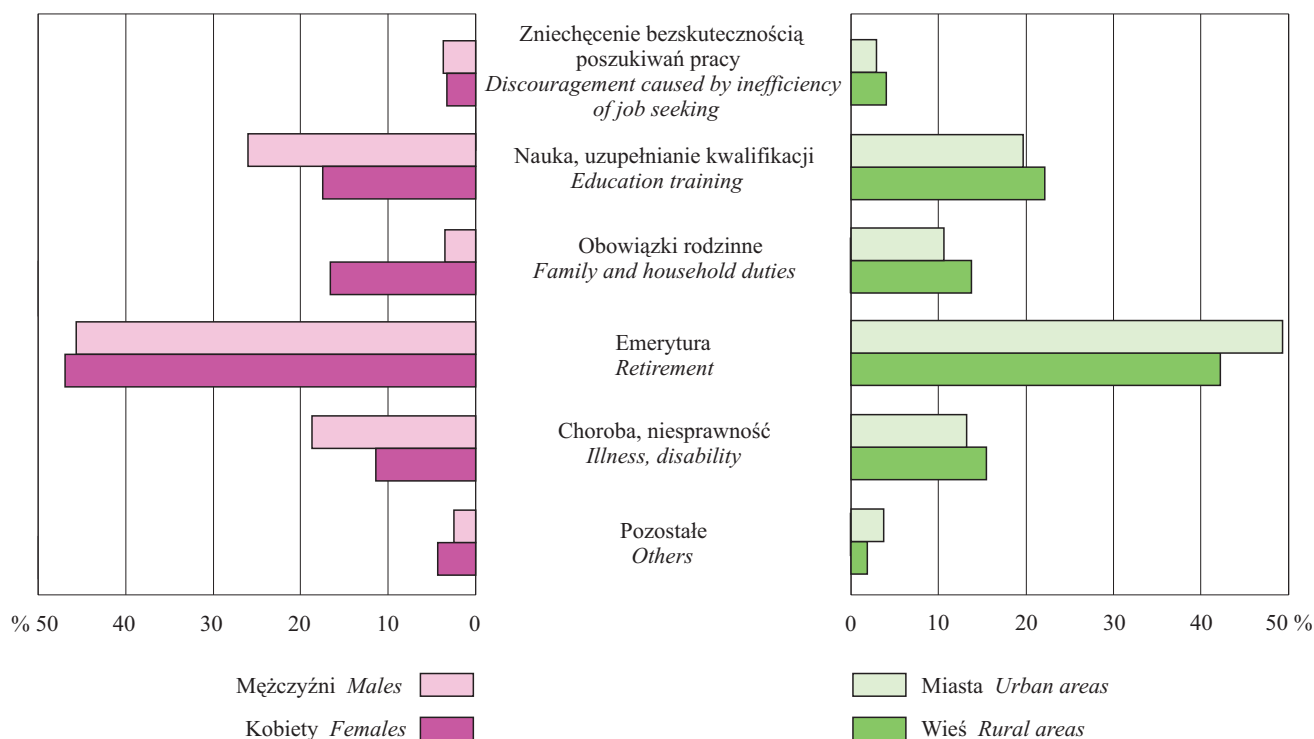 Zniechęcenie bezskutecznością
poszukiwań pracy
Discouragement caused by inefficiency
of job seeking
Nauka, uzupełnianie kwalifikacji
Education training
Obowiązki rodzinne
Family and household duties
Emerytura
Retirement
Choroba, niesprawność
Illness, disability
Pozostałe
Others
% 50 40 30 20 10 0
0 10 20 30 40 50 %
Mężczyźni Males
Kobiety Females
Miasta Urban areas
Wieś Rural areas